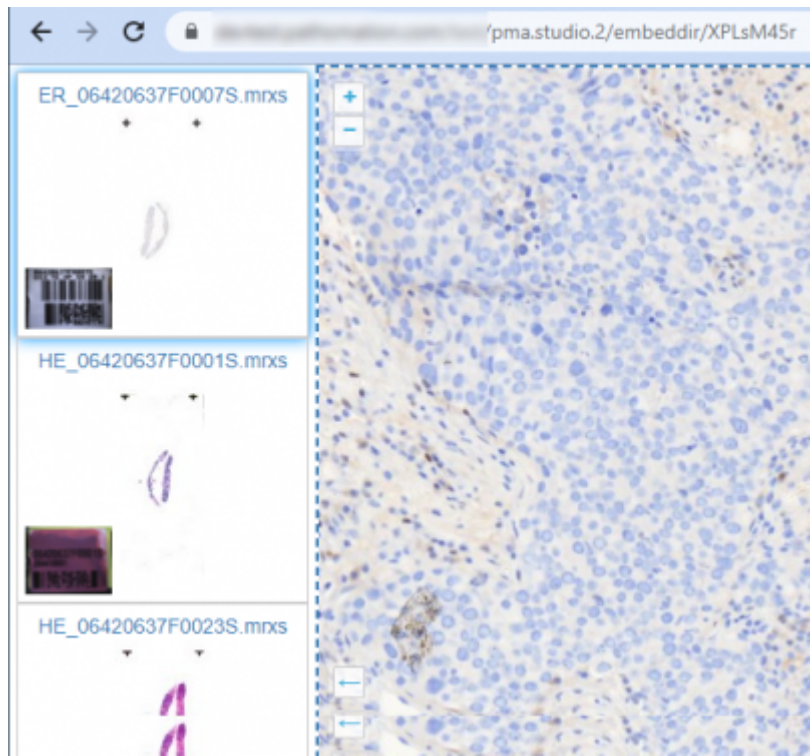 /pma.studio.2/embeddir/XPLsM45r
ER_06420637F0007S.mrxs
+
−
HE_06420637F0001S.mrxs
HE_06420637F0023S.mrxs